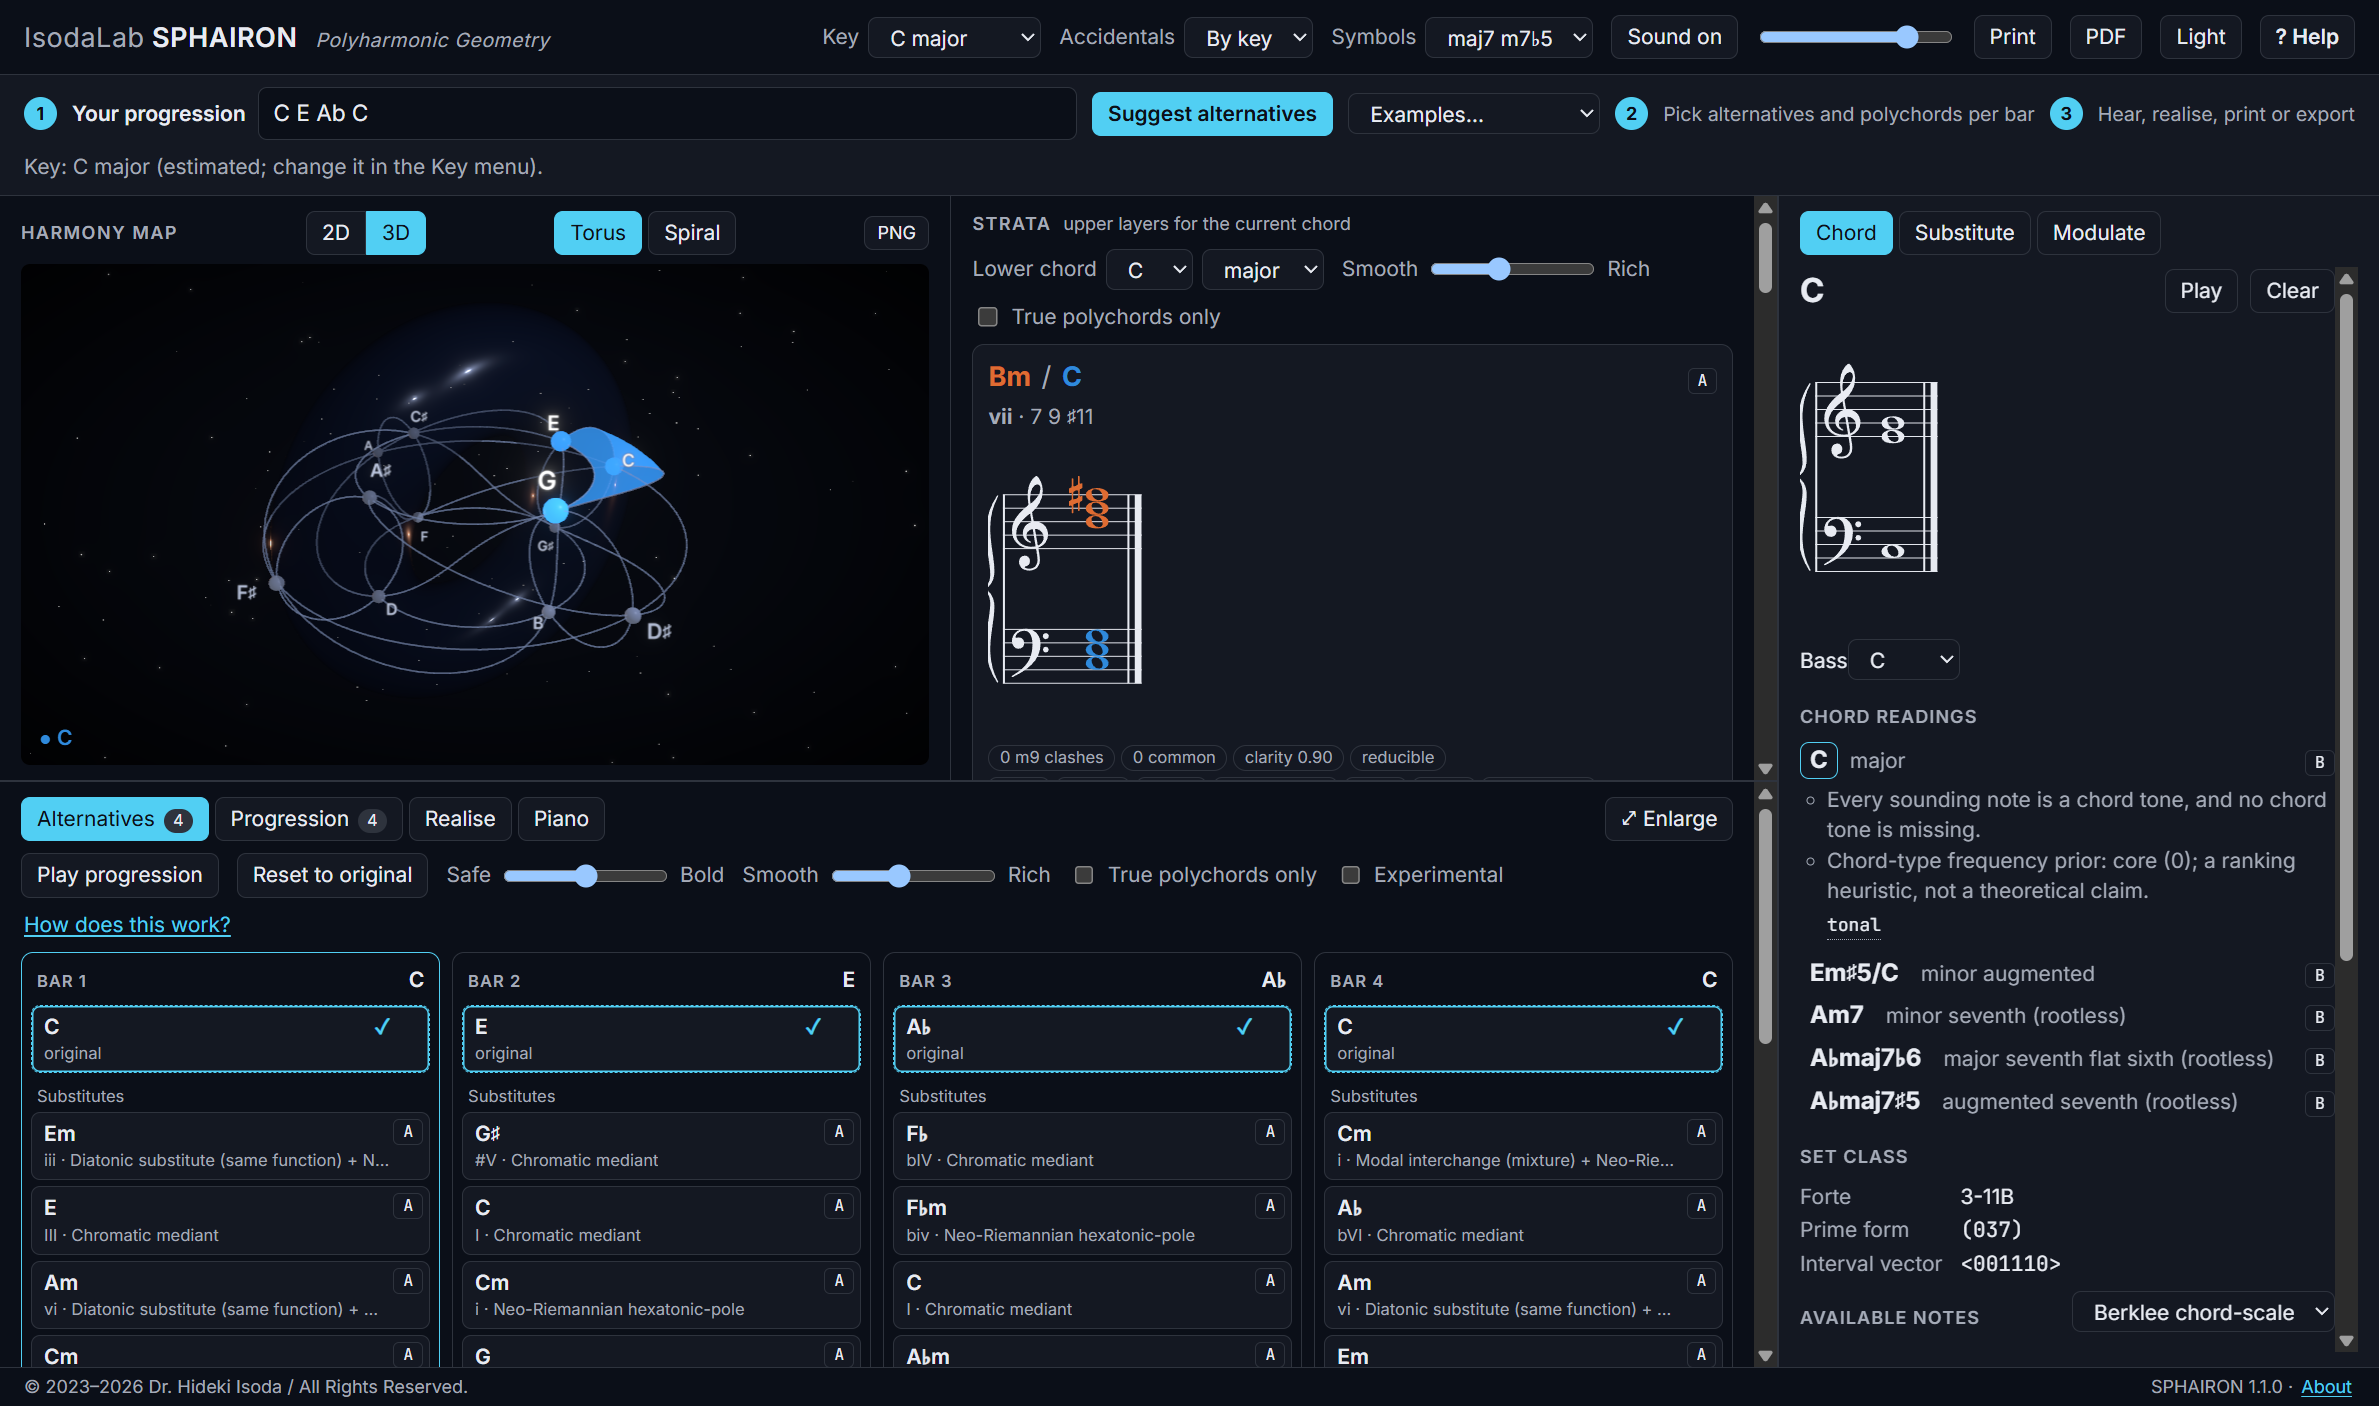 IsodaLab SPHAIRON Polyharmonic Geometry
Key C major Accidentals By key Symbols maj7 m7♭5 Sound on Print PDF Light ? Help
1 Your progression C E Ab C Suggest alternatives Examples... 2 Pick alternatives and polychords per bar 3 Hear, realise, print or export
Key: C major (estimated; change it in the Key menu).
HARMONY MAP 2D 3D Torus Spiral PNG
C♯
E
A
A♯
C
G
F
G♯
F♯
D
B
D♯
• C
STRATA upper layers for the current chord
Lower chord C major Smooth Rich
True polychords only
Bm / C A
vii · 7 9 ♯11
0 m9 clashes 0 common clarity 0.90 reducible
Chord Substitute Modulate
C Play Clear
Bass C
CHORD READINGS
C major B
Every sounding note is a chord tone, and no chord
tone is missing.
Chord-type frequency prior: core (0); a ranking
heuristic, not a theoretical claim.
tonal
Em♯5/C minor augmented B
Am7 minor seventh (rootless) B
A♭maj7♭6 major seventh flat sixth (rootless) B
A♭maj7♯5 augmented seventh (rootless) B
SET CLASS
Forte 3-11B
Prime form (037)
Interval vector <001110>
AVAILABLE NOTES Berklee chord-scale
Alternatives 4 Progression 4 Realise Piano ⤢ Enlarge
Play progression Reset to original Safe Bold Smooth Rich True polychords only Experimental
How does this work?
BAR 1 C
C ✓
original
Substitutes
Em A
iii · Diatonic substitute (same function) + N...
E A
III · Chromatic mediant
Am A
vi · Diatonic substitute (same function) + ...
Cm A
BAR 2 E
E ✓
original
Substitutes
G♯ A
#V · Chromatic mediant
C A
I · Chromatic mediant
Cm A
i · Neo-Riemannian hexatonic-pole
G A
BAR 3 A♭
A♭ ✓
original
Substitutes
F♭ A
bIV · Chromatic mediant
F♭m A
biv · Neo-Riemannian hexatonic-pole
C A
I · Chromatic mediant
A♭m A
BAR 4 C
C ✓
original
Substitutes
Cm A
i · Modal interchange (mixture) + Neo-Rie...
A♭ A
bVI · Chromatic mediant
Am A
vi · Diatonic substitute (same function) + ...
Em A
© 2023–2026 Dr. Hideki Isoda / All Rights Reserved.
SPHAIRON 1.1.0 · About